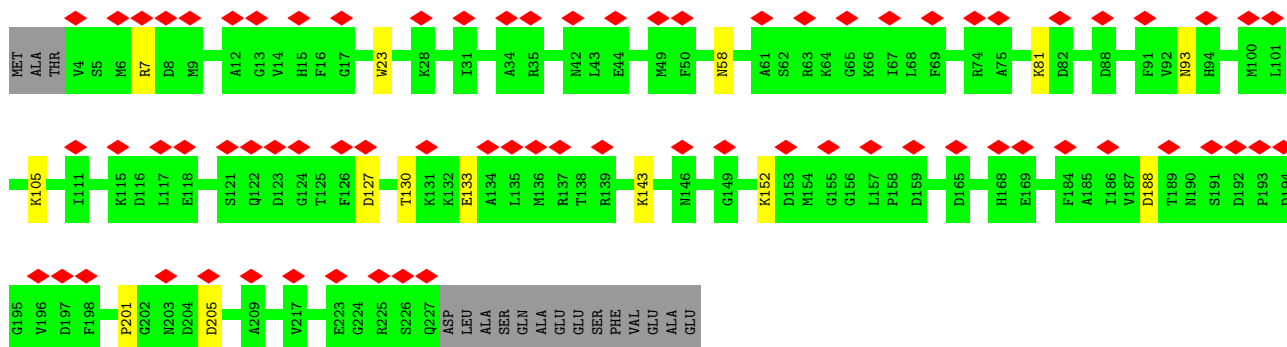 MET ALA THR V4 S5 M6 R7 D8 M9 A12 G13 V14 H15 F16 G17 W23 K28 I31 A34 R35 N42 L43 E44 M49 F50 N58 A61 S62 R63 K64 G65 K66 I67 L68 F69 R74 A75 K81 D82 D88 F91 V92 N93 H94 M100 L101
K105 I111 K115 D116 L117 E118 S121 Q122 D123 G124 T125 F126 D127 T130 K131 K132 E133 A134 L135 M136 R137 T138 R139 K143 N146 G149 K152 D153 M154 G155 G156 L157 P158 D159 D165 H168 E169 F184 A185 I186 V187 D188 T189 N190 S191 D192 P193 D194
G195 V196 D197 F198 P201 G202 N203 D204 D205 A209 V217 E223 G224 R225 S226 Q227 ASP LEU ALA SER GLN ALA GLU GLU SER PHE VAL GLU ALA GLU